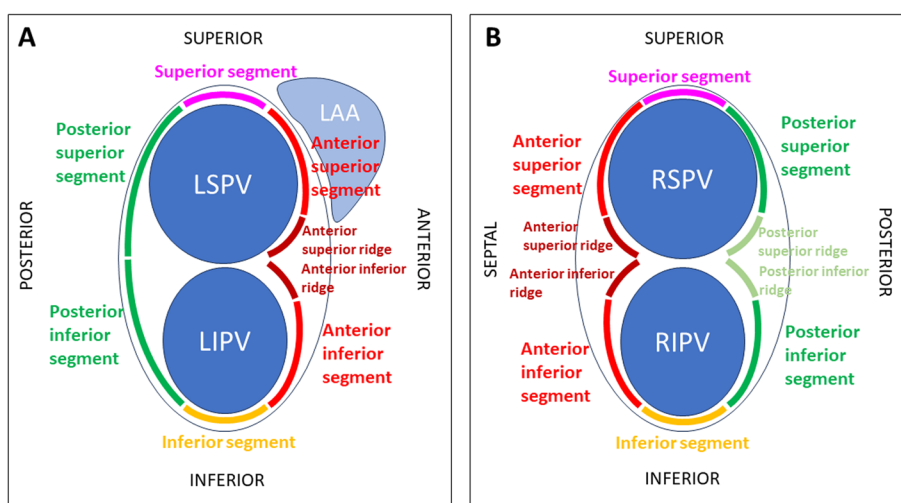 A
SUPERIOR
Superior segment
LAA
Posterior
superior
segment
Anterior
superior
segment
LSPV
POSTERIOR
ANTERIOR
Anterior
superior ridge
Anterior inferior
ridge
Posterior
inferior
segment
LIPV
Anterior
inferior
segment
Inferior segment
INFERIOR
B
SUPERIOR
Superior segment
Anterior
superior
segment
RSPV
Posterior
superior
segment
SEPTAL
POSTERIOR
Anterior
superior ridge
Anterior inferior
ridge
Posterior
superior ridge
Posterior inferior
ridge
Anterior
inferior
segment
RIPV
Posterior
inferior
segment
Inferior segment
INFERIOR